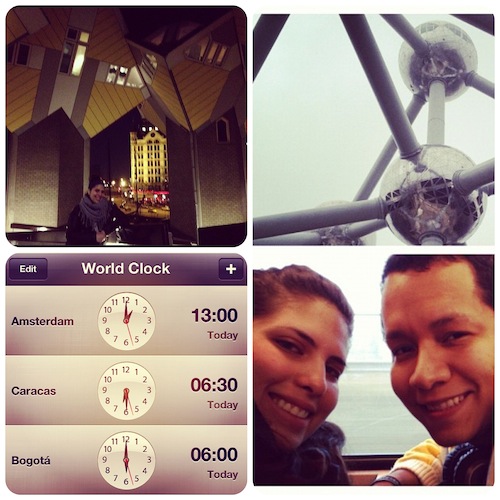 Edit World Clock +
Amsterdam 13:00
Today
Caracas 06:30
Today
Bogotá 06:00
Today